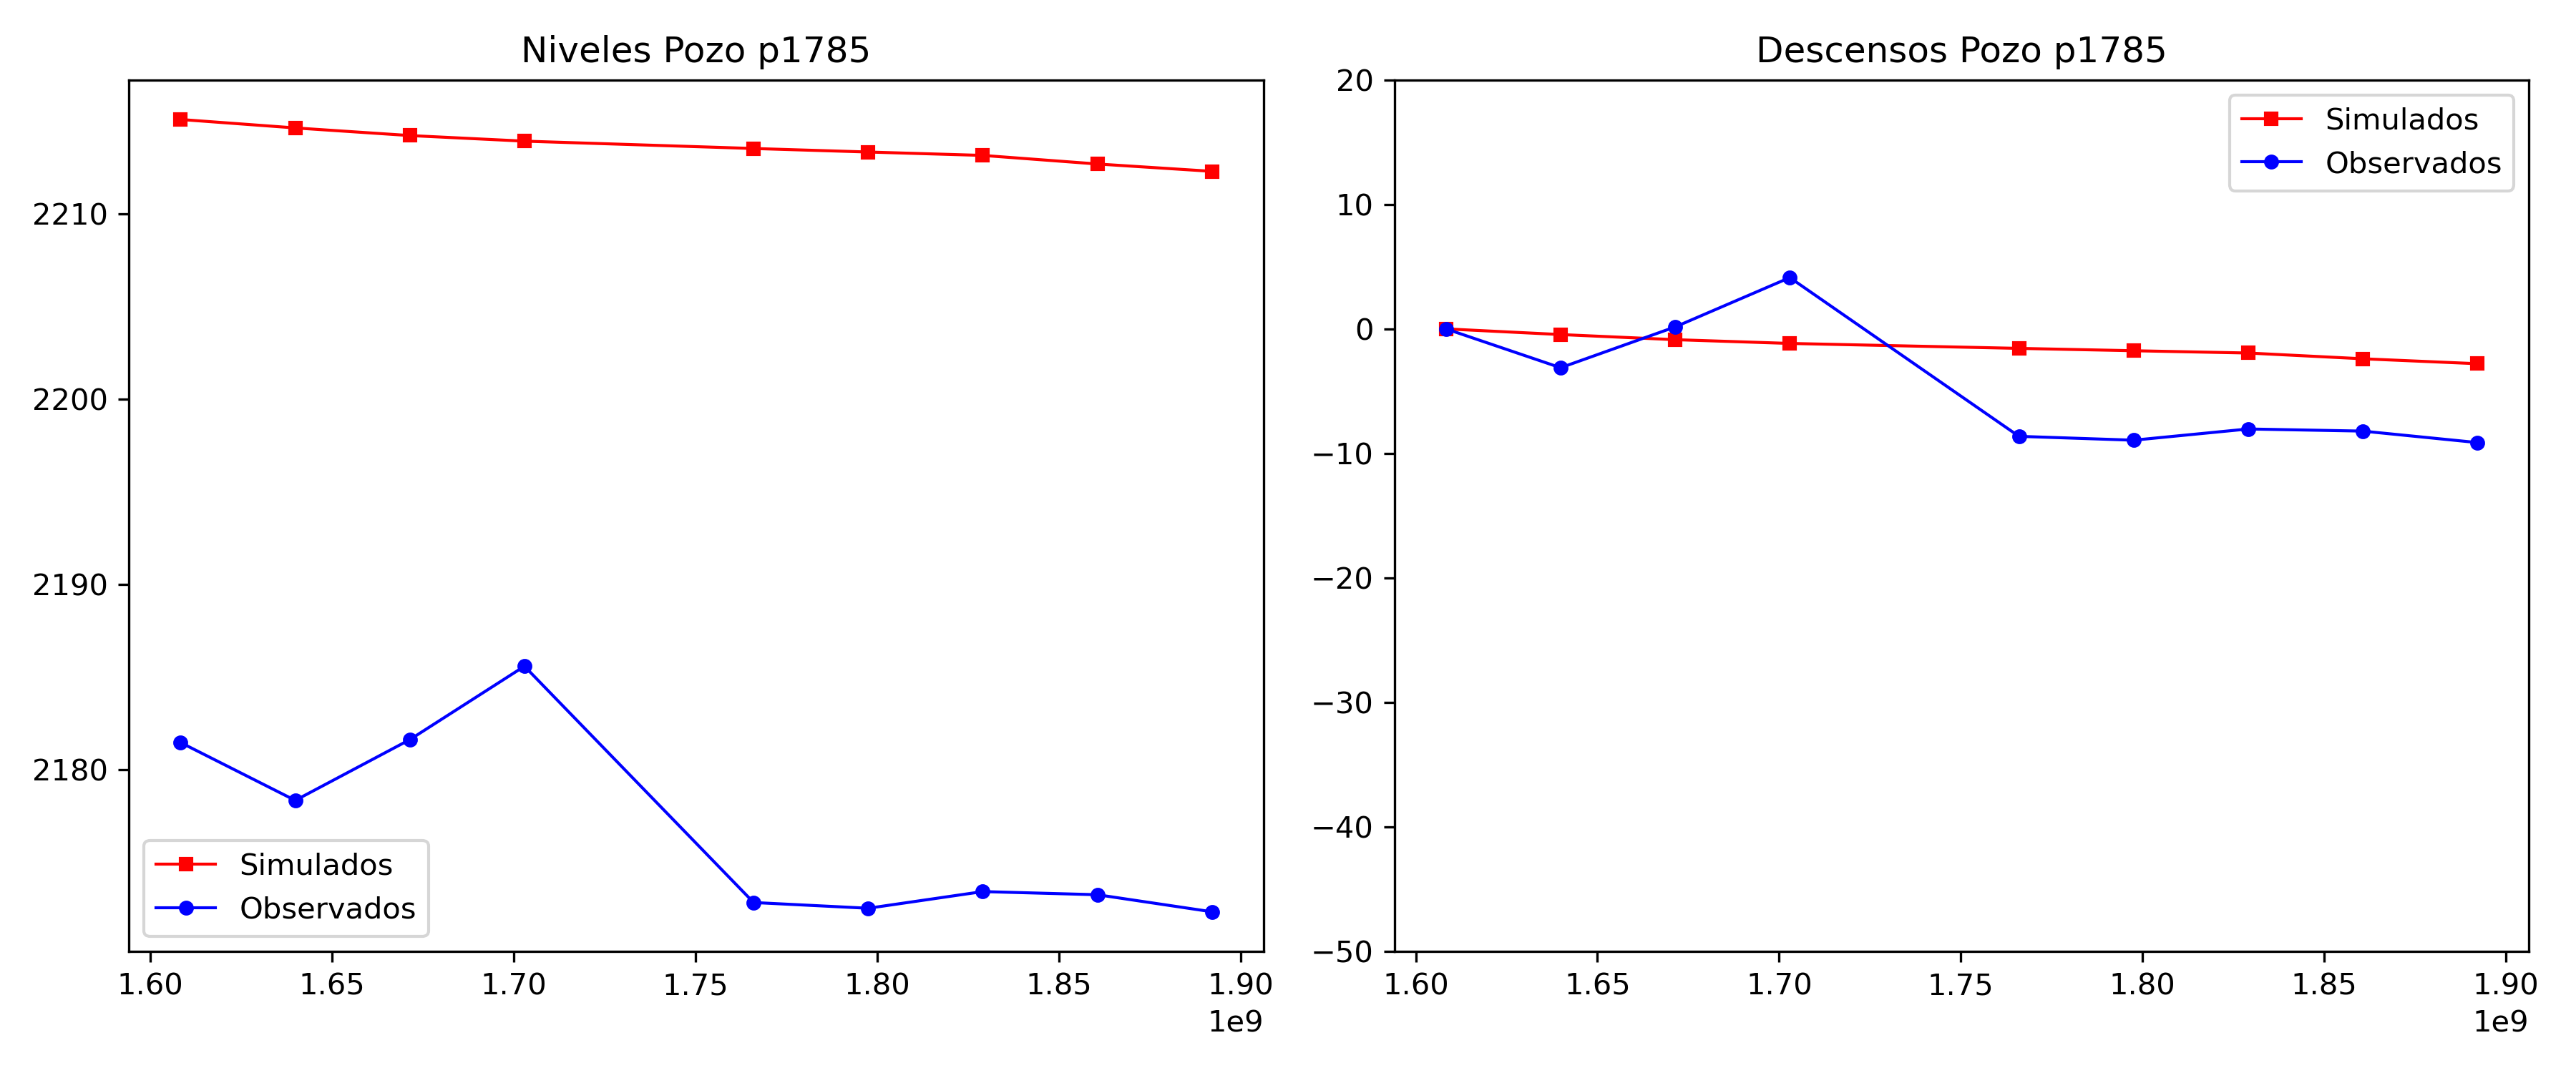 Niveles Pozo p1785
2210
2200
2190
2180
Simulados
Observados
1.60 1.65 1.70 1.75 1.80 1.85 1.90
1e9
Descensos Pozo p1785
20
10
0
−10
−20
−30
−40
−50
Simulados
Observados
1.60 1.65 1.70 1.75 1.80 1.85 1.90
1e9